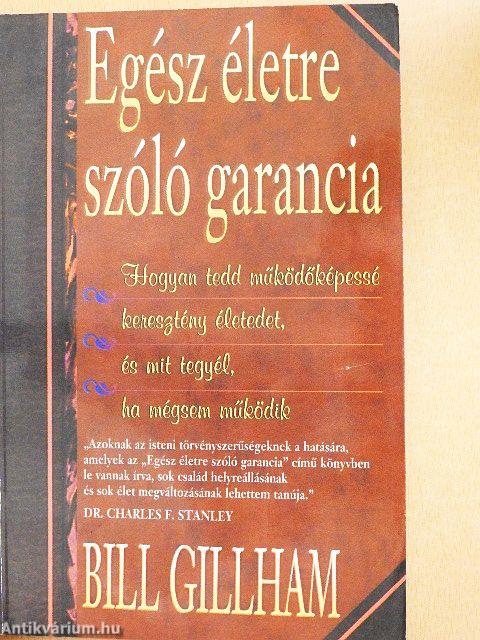 Egész életre
szóló garancia
Hogyan tedd működőképessé
keresztény életedet,
és mit tegyél,
ha mégsem működik
„Azoknak az isteni törvényszerűségeknek a hatására,
amelyek az „Egész életre szóló garancia” című könyvben
le vannak írva, sok család helyreállásának
és sok élet megváltozásának lehettem tanúja.”
DR. CHARLES F. STANLEY
BILL GILLHAM
Antikvárium.hu